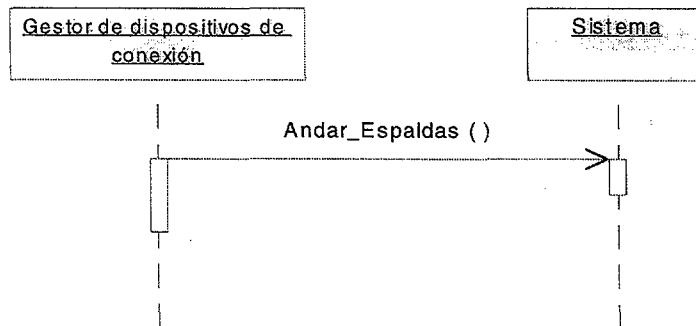 Gestor de dispositivos de
conexión
Sistema
Andar_Espaldas ( )